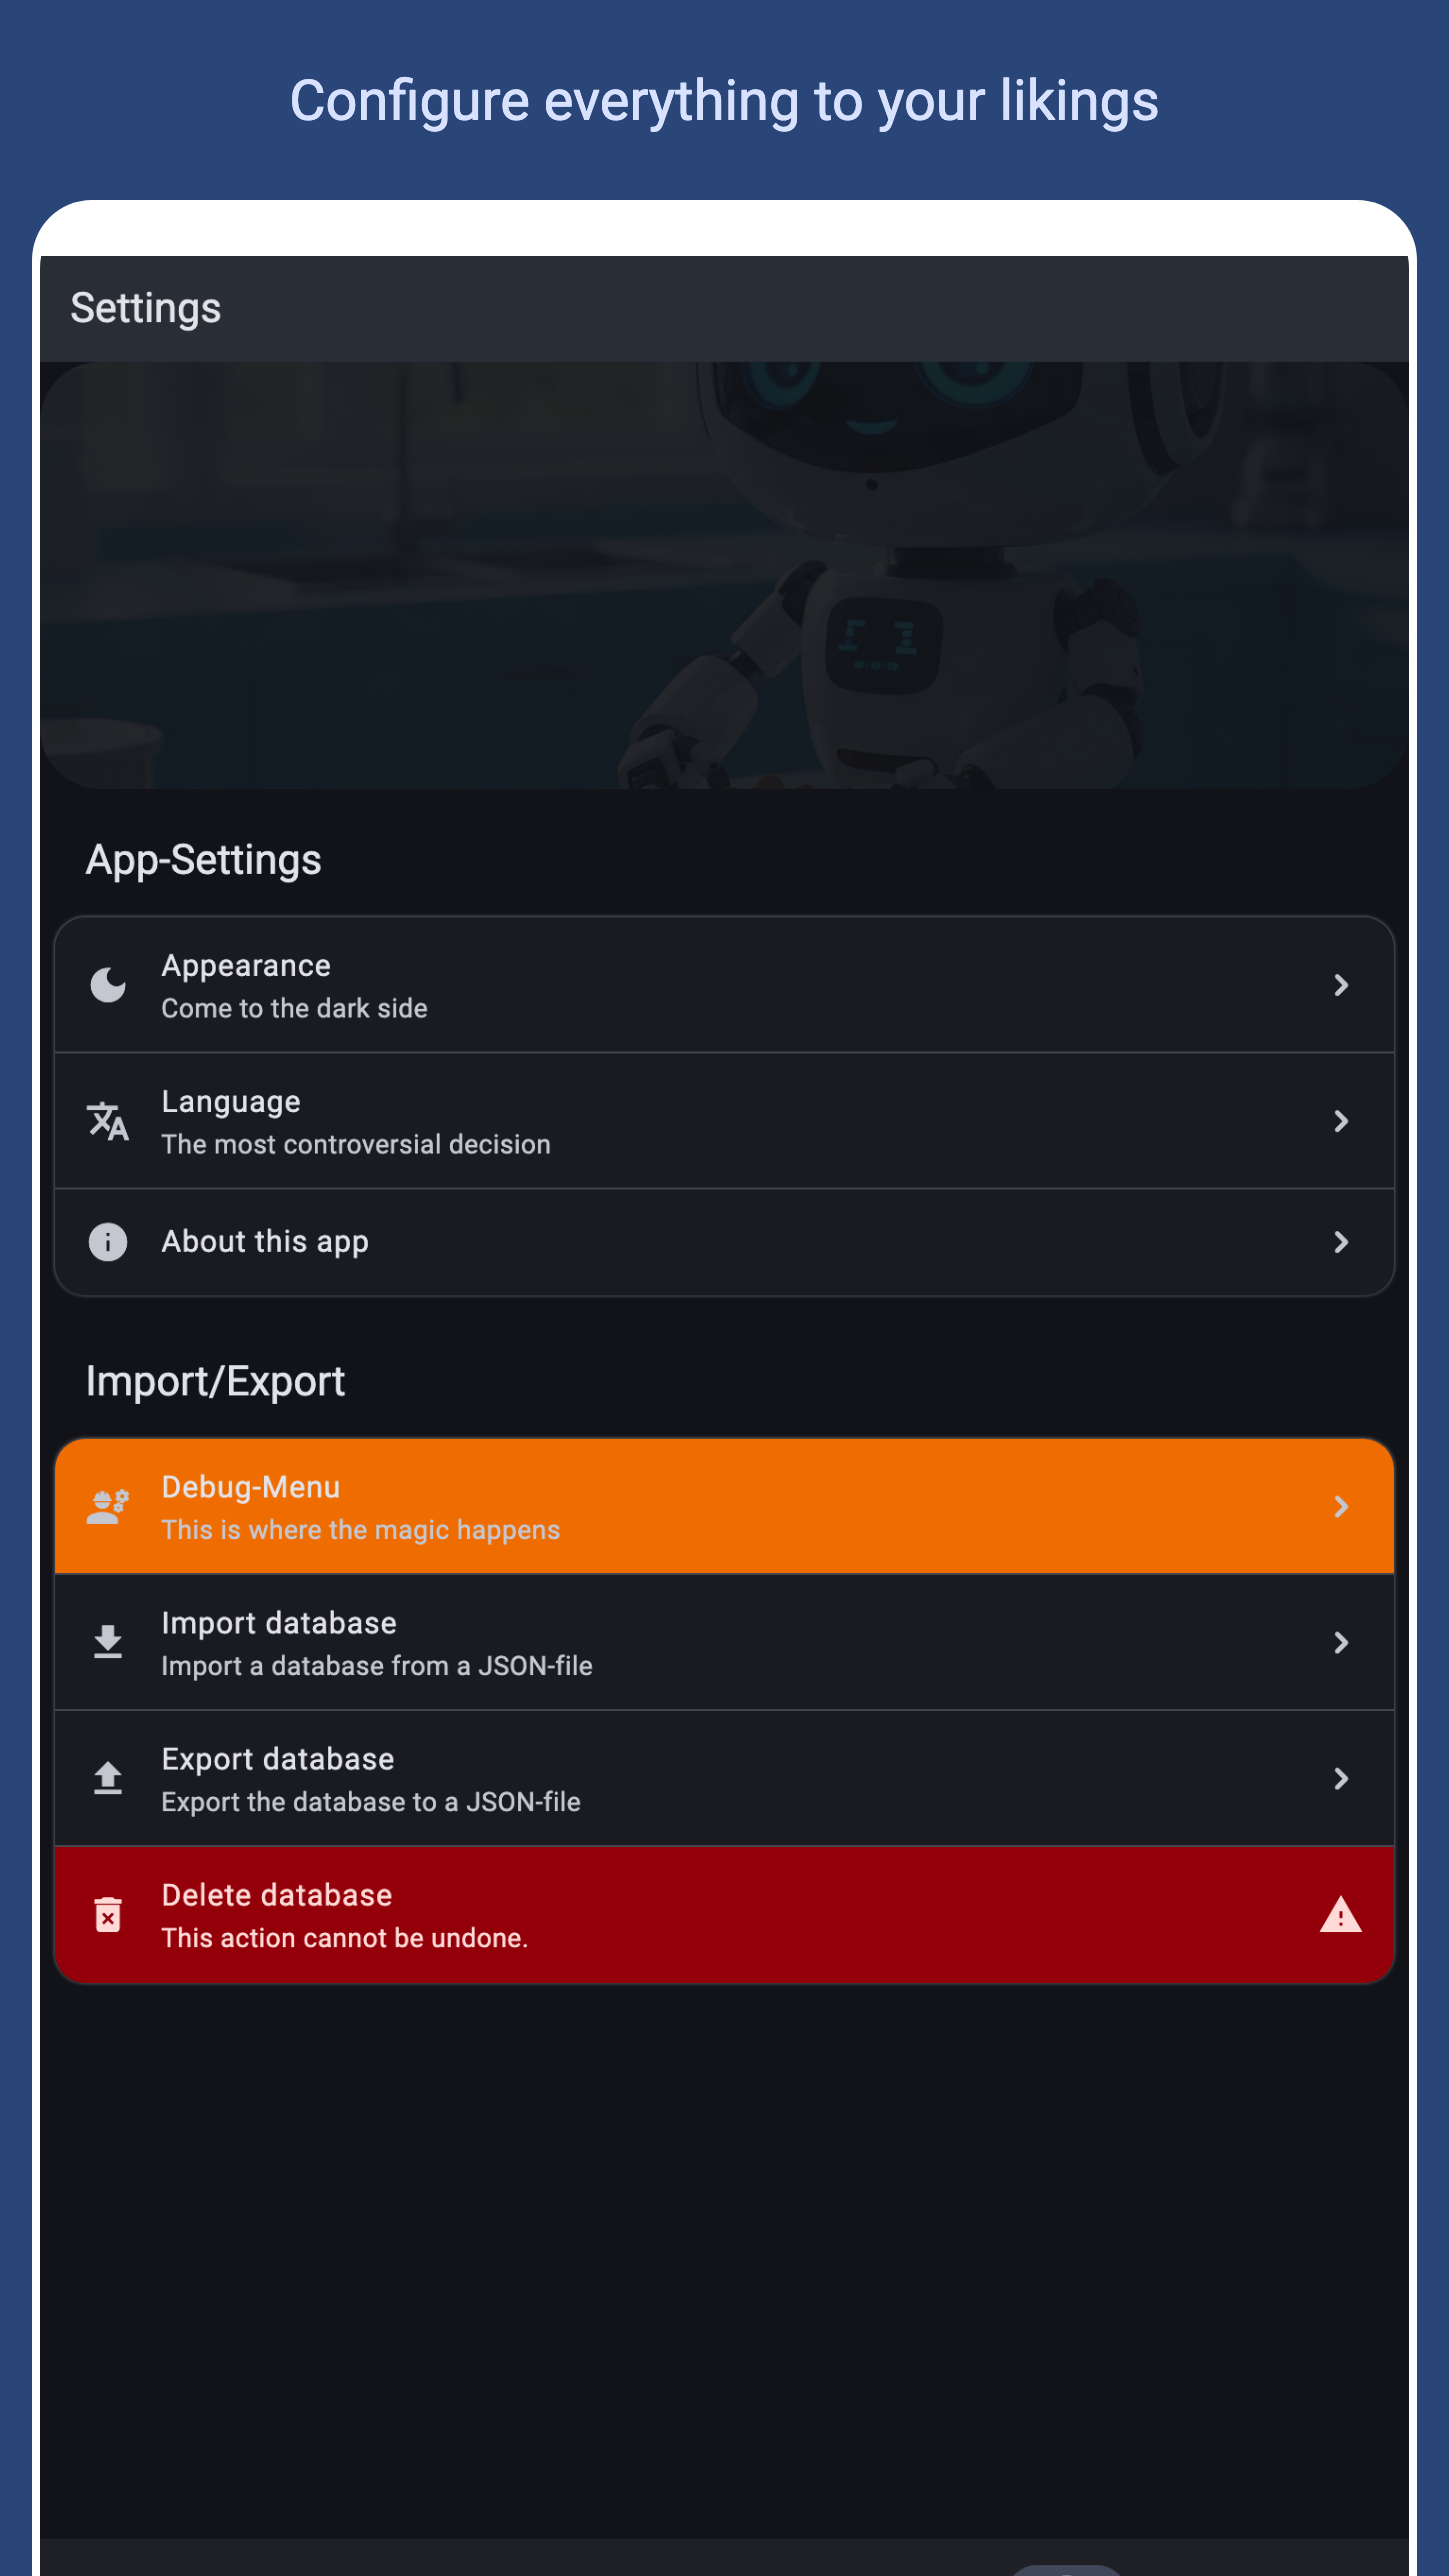 Configure everything to your likings
Settings
App-Settings
Appearance
Come to the dark side
Language
The most controversial decision
About this app
Import/Export
Debug-Menu
This is where the magic happens
Import database
Import a database from a JSON-file
Export database
Export the database to a JSON-file
Delete database
This action cannot be undone.